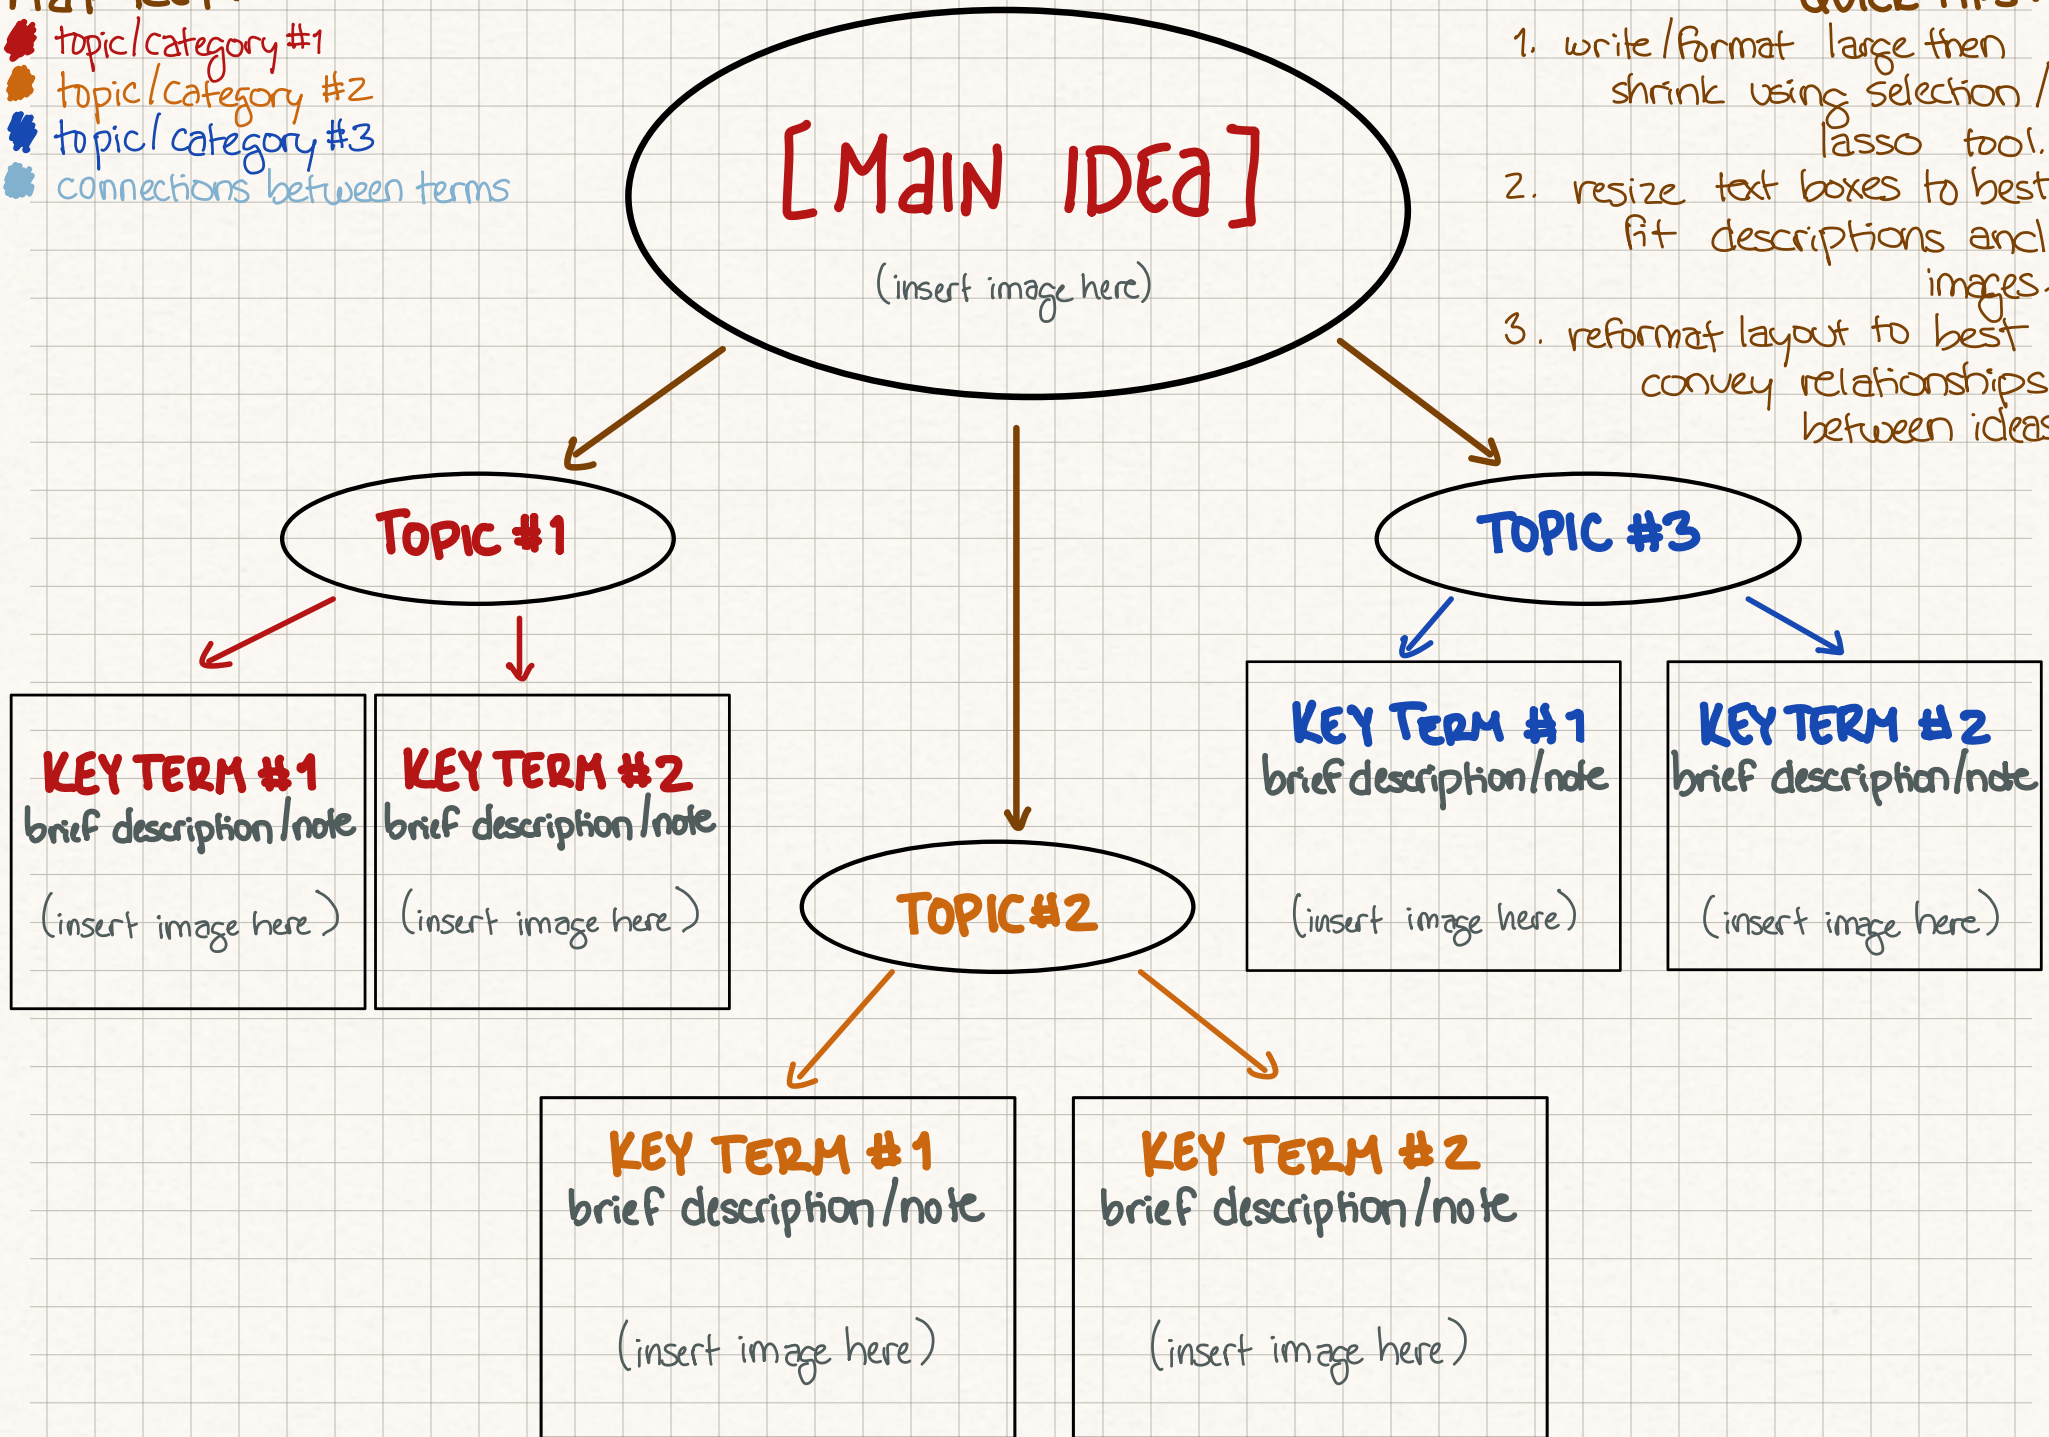 topic/category #1
topic/category #2
topic/category #3
connections between terms
QUICK TIPS:
1. write/format large then
shrink using selection/
lasso tool.
2. resize text boxes to best
fit descriptions and
images.
3. reformat layout to best
convey relationships
between ideas
[MAIN IDEA]
(insert image here)
TOPIC #1
TOPIC #3
KEY TERM #1
brief description/note
(insert image here)
KEY TERM #2
brief description/note
(insert image here)
KEY TERM #1
brief description/note
(insert image here)
KEY TERM #2
brief description/note
(insert image here)
TOPIC #2
KEY TERM #1
brief description/note
(insert image here)
KEY TERM #2
brief description/note
(insert image here)